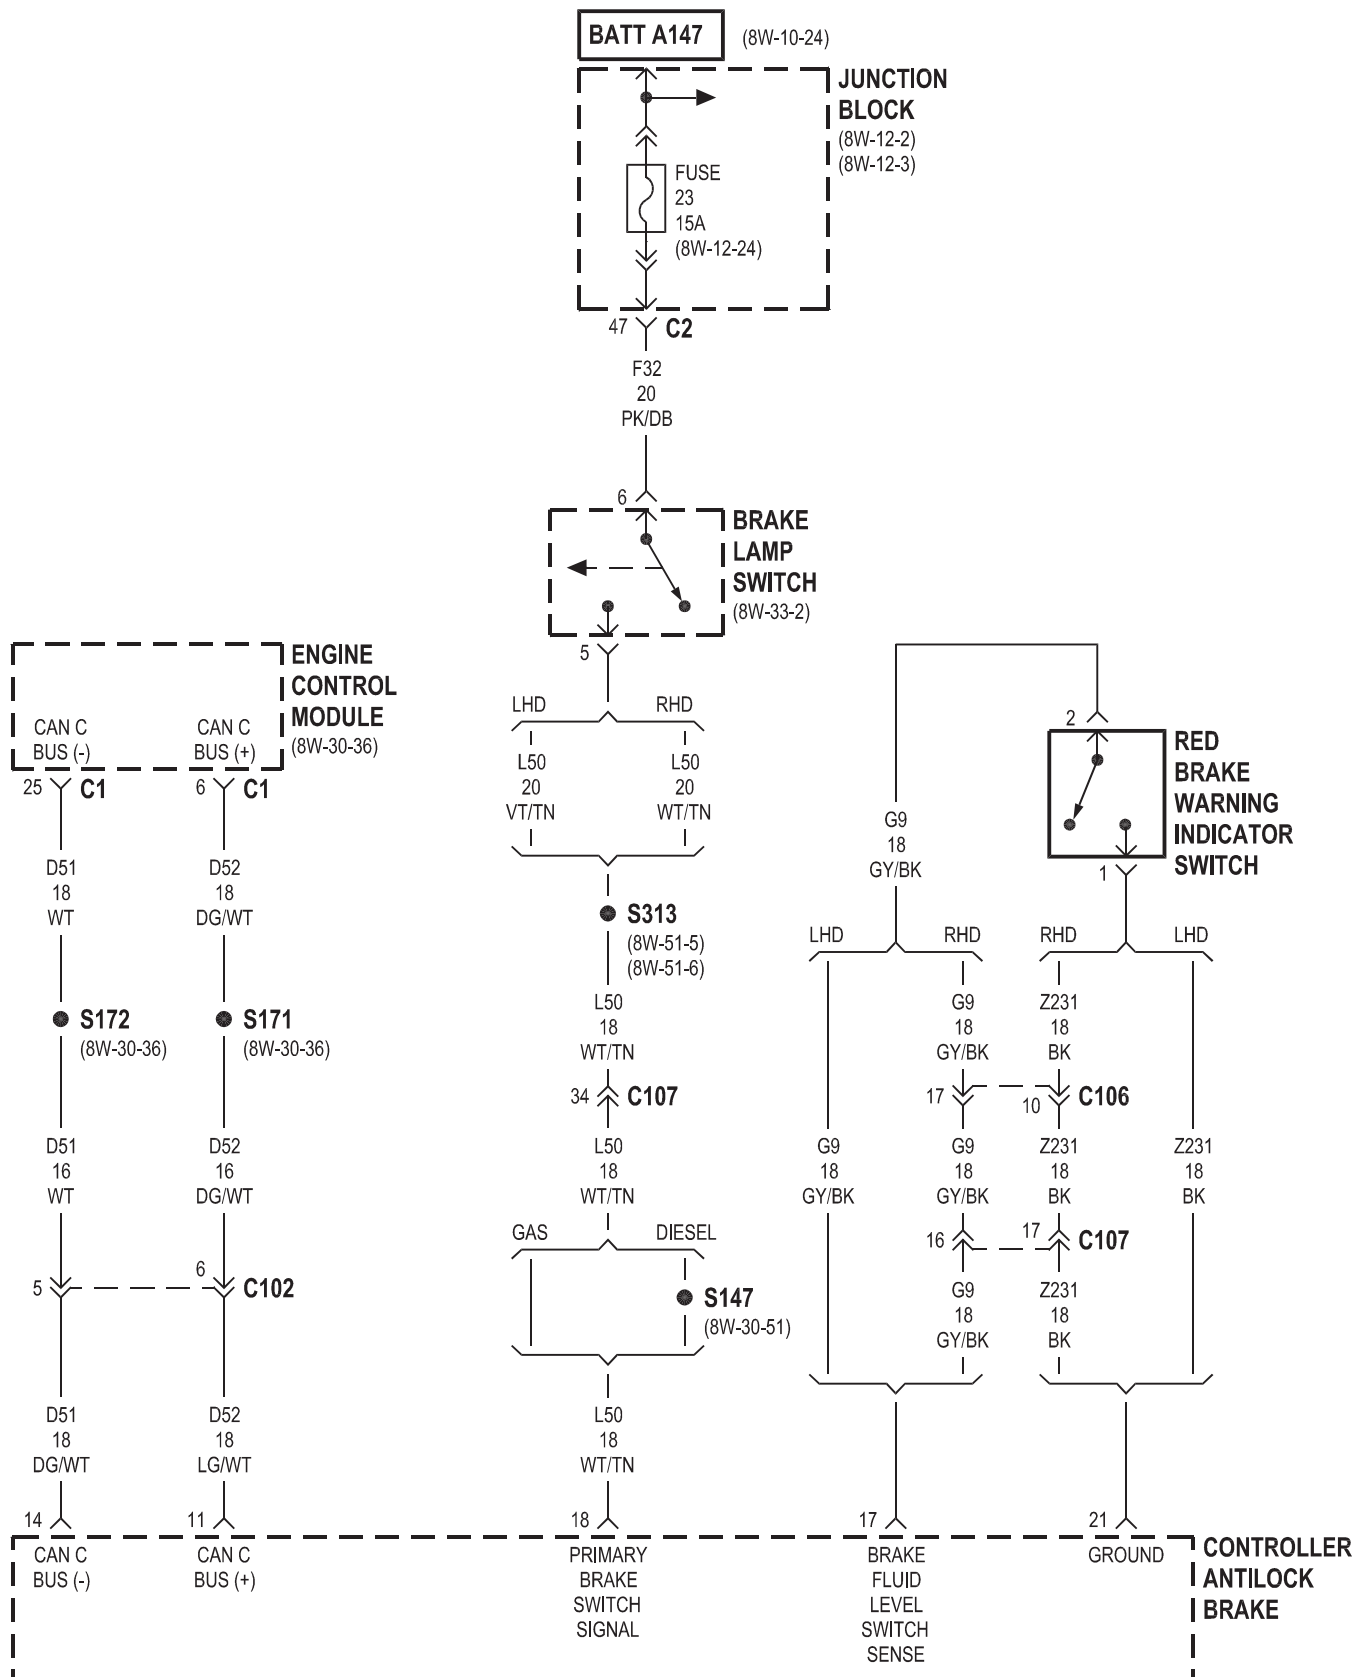 BATT A147
(8W-10-24)
JUNCTION
BLOCK
(8W-12-2)
(8W-12-3)
FUSE
23
15A
(8W-12-24)
47
C2
F32
20
PK/DB
6
BRAKE
LAMP
SWITCH
(8W-33-2)
5
ENGINE
CONTROL
MODULE
(8W-30-36)
CAN C
BUS (-)
CAN C
BUS (+)
25
C1
6
C1
D51
18
WT
D52
18
DG/WT
S172
(8W-30-36)
S171
(8W-30-36)
D51
16
WT
D52
16
DG/WT
5
6
C102
D51
18
DG/WT
D52
18
LG/WT
14
11
LHD
RHD
L50
20
VT/TN
L50
20
WT/TN
S313
(8W-51-5)
(8W-51-6)
L50
18
WT/TN
34
C107
L50
18
WT/TN
GAS
DIESEL
S147
(8W-30-51)
L50
18
WT/TN
18
2
RED
BRAKE
WARNING
INDICATOR
SWITCH
1
G9
18
GY/BK
LHD
RHD
RHD
LHD
G9
18
GY/BK
Z231
18
BK
17
10
C106
G9
18
GY/BK
G9
18
GY/BK
Z231
18
BK
Z231
18
BK
16
17
C107
G9
18
GY/BK
Z231
18
BK
17
21
CAN C
BUS (-)
CAN C
BUS (+)
PRIMARY
BRAKE
SWITCH
SIGNAL
BRAKE
FLUID
LEVEL
SWITCH
SENSE
GROUND
CONTROLLER
ANTILOCK
BRAKE